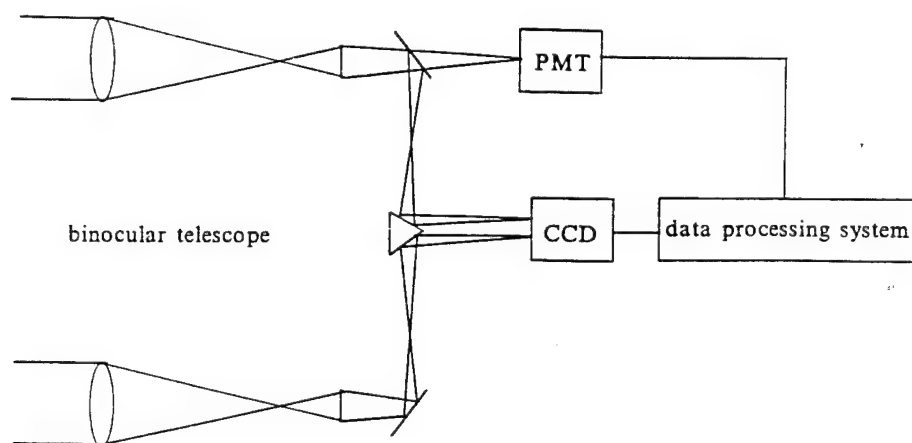 PMT
binocular telescope
CCD
data processing system